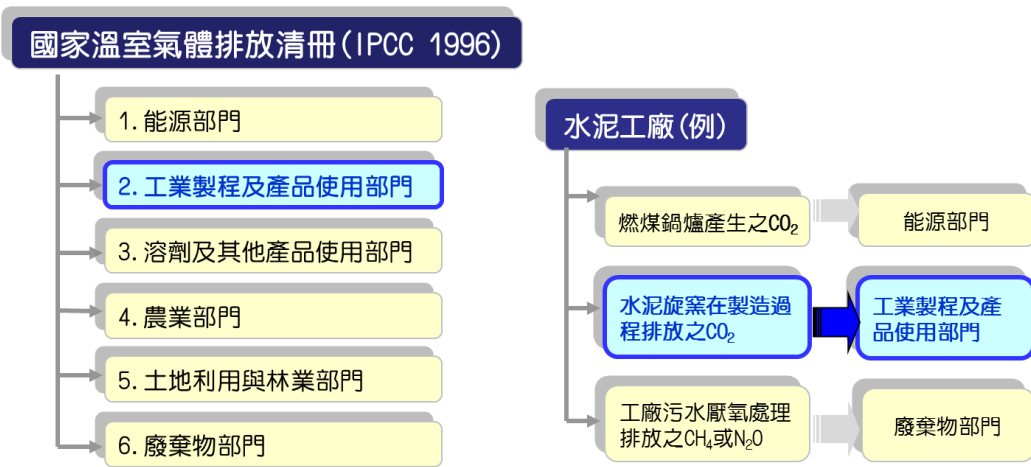 國家溫室氣體排放清冊(IPCC 1996)
1.能源部門
2.工業製程及產品使用部門
3.溶劑及其他產品使用部門
4.農業部門
5.土地利用與林業部門
6.廢棄物部門
水泥工廠(例)
燃煤鍋爐產生之CO₂
能源部門
水泥旋窯在製造過
程排放之CO₂
工業製程及產
品使用部門
工廠污水厭氧處理
排放之CH₄或N₂O
廢棄物部門